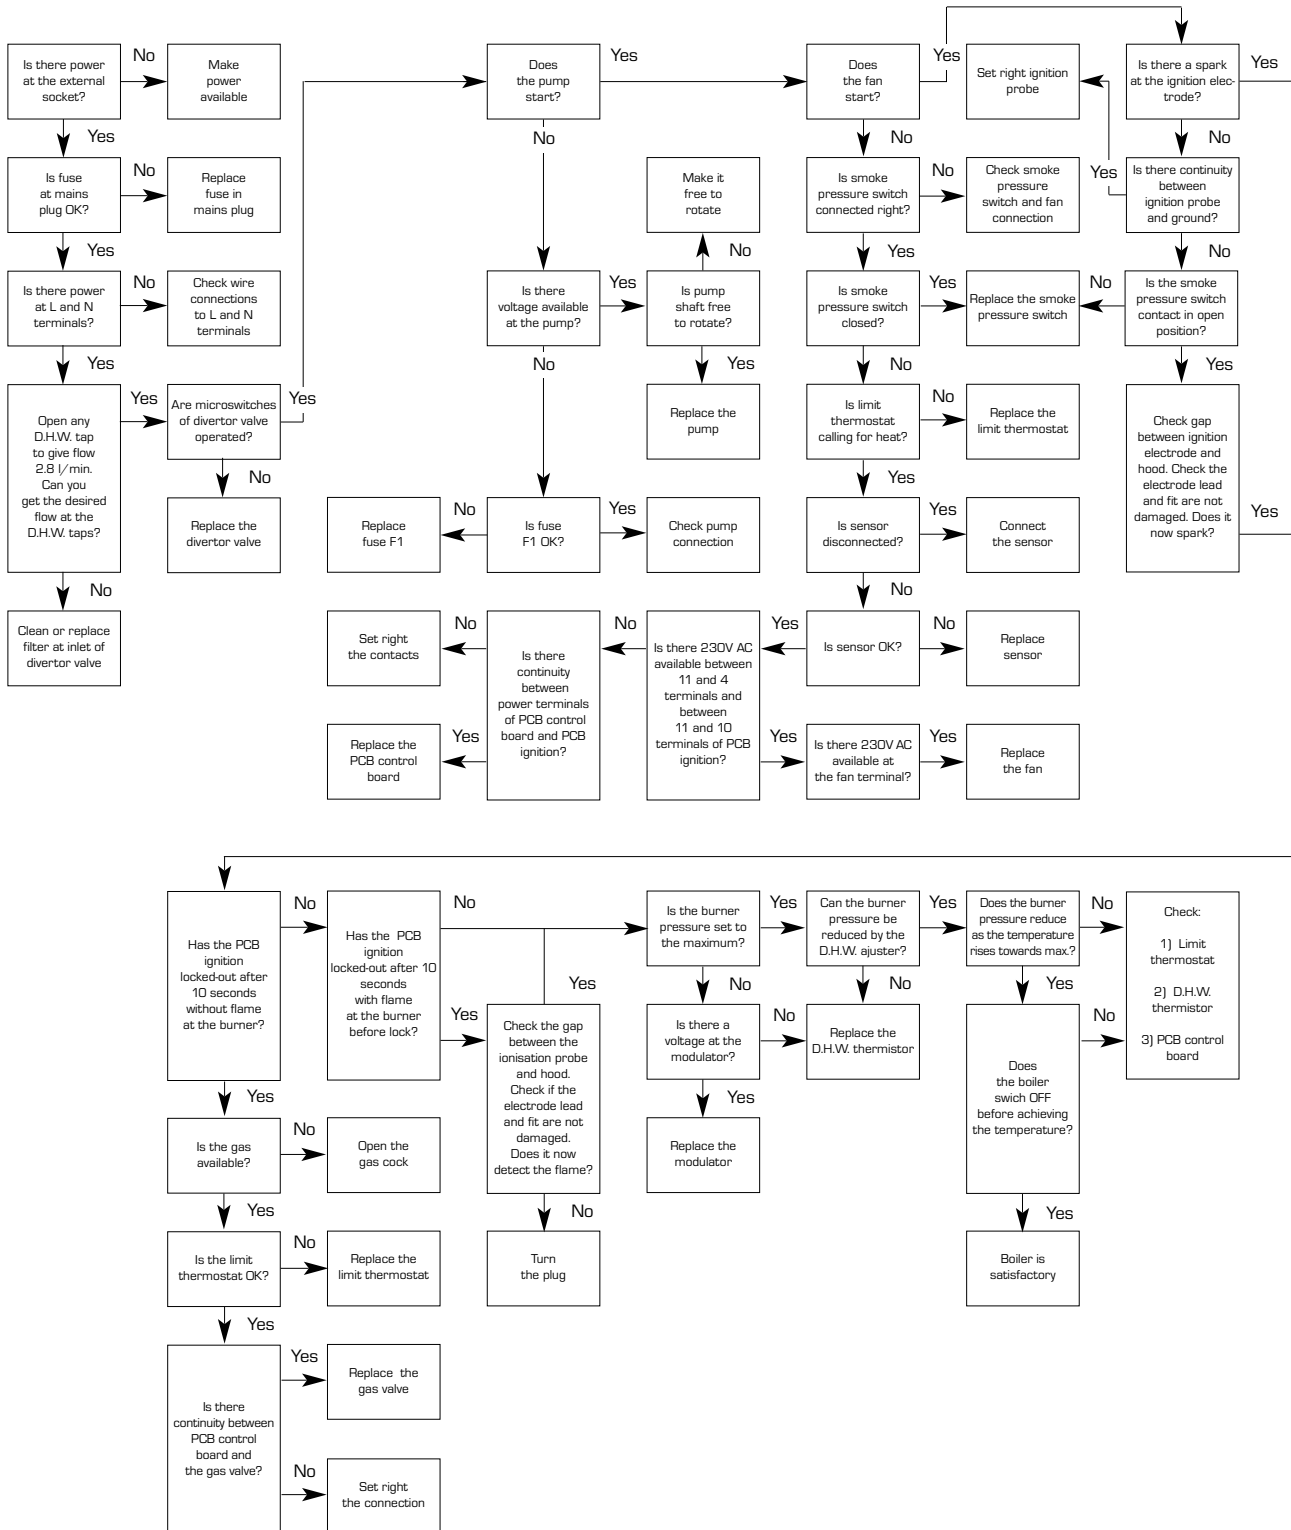 Is there power
at the external
socket?
No
Make
power
available
Yes
Is fuse
at mains
plug OK?
No
Replace
fuse in
mains plug
Yes
Is there power
at L and N
terminals?
No
Check wire
connections
to L and N
terminals
Yes
Open any
D.H.W. tap
to give flow
2.8 l/min.
Can you
get the desired
flow at the
D.H.W. taps?
Yes
Are microswitches
of divertor valve
operated?
Yes
No
Replace the
divertor valve
No
Clean or replace
filter at inlet of
divertor valve
Does
the pump
start?
Yes
No
Is there
voltage available
at the pump?
Yes
Is pump
shaft free
to rotate?
No
Make it
free to
rotate
Yes
Replace the
pump
No
Is fuse
F1 OK?
No
Replace
fuse F1
Yes
Check pump
connection
Does
the fan
start?
Yes
No
Is smoke
pressure switch
connected right?
No
Check smoke
pressure
switch and fan
connection
Yes
Is smoke
pressure switch
closed?
Yes
Replace the smoke
pressure switch
No
Is limit
thermostat
calling for heat?
No
Replace the
limit thermostat
Yes
Is sensor
disconnected?
Yes
Connect
the sensor
No
Is sensor OK?
No
Replace
sensor
Yes
Is there 230V AC
available between
11 and 4
terminals and
between
11 and 10
terminals of PCB
ignition?
No
Is there
continuity
between
power terminals
of PCB control
board and PCB
ignition?
No
Set right
the contacts
Yes
Replace the
PCB control
board
Yes
Is there 230V AC
available at
the fan terminal?
Yes
Replace
the fan
Is there a spark
at the ignition elec-
trode?
Yes
No
Is there continuity
between
ignition probe
and ground?
Yes
Set right ignition
probe
No
Is the smoke
pressure switch
contact in open
position?
No
Yes
Check gap
between ignition
electrode and
hood. Check the
electrode lead
and fit are not
damaged. Does it
now spark?
Yes
Has the PCB
ignition
locked-out after
10 seconds
without flame
at the burner?
No
Has the PCB
ignition
locked-out after 10
seconds
with flame
at the burner
before lock?
No
Yes
Check the gap
between the
ionisation probe
and hood.
Check if the
electrode lead
and fit are not
damaged.
Does it now
detect the flame?
Yes
No
Turn
the plug
Yes
Is the gas
available?
No
Open the
gas cock
Yes
Is the limit
thermostat OK?
No
Replace the
limit thermostat
Yes
Is there
continuity between
PCB control
board and
the gas valve?
Yes
Replace the
gas valve
No
Set right
the connection
Is the burner
pressure set to
the maximum?
Yes
Can the burner
pressure be
reduced by the
D.H.W. ajuster?
Yes
Does the burner
pressure reduce
as the temperature
rises towards max.?
No
Check:
1) Limit
thermostat
2) D.H.W.
thermistor
3) PCB control
board
No
Is there a
voltage at the
modulator?
No
Replace the
D.H.W. thermistor
No
Yes
Replace the
modulator
Yes
Does
the boiler
swich OFF
before achieving
the temperature?
No
Yes
Boiler is
satisfactory